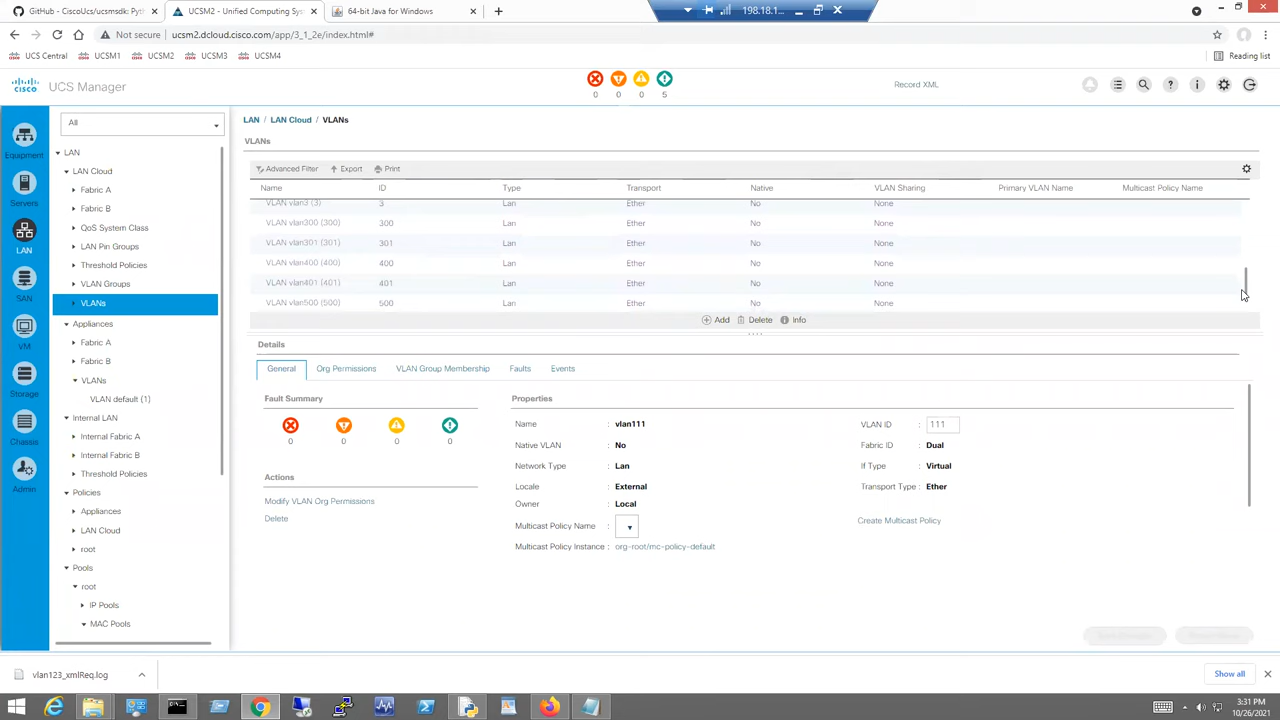 GitHub - CiscoUcs/ucsmsdk: Pyth
UCSM2 - Unified Computing Sys
64-bit Java for Windows
198.18.1...
Not secure
ucsm2.dcloud.cisco.com/app/3_1_2e/index.html#
UCS Central
UCSM1
UCSM2
UCSM3
UCSM4
Reading list
cisco
UCS Manager
0 0 0 5
Record XML
All
Equipment
Servers
LAN
SAN
VM
Storage
Chassis
Admin
LAN
LAN Cloud
Fabric A
Fabric B
QoS System Class
LAN Pin Groups
Threshold Policies
VLAN Groups
VLANs
Appliances
Fabric A
Fabric B
VLANs
VLAN default (1)
Internal LAN
Internal Fabric A
Internal Fabric B
Threshold Policies
Policies
Appliances
LAN Cloud
root
Pools
root
IP Pools
MAC Pools
LAN / LAN Cloud / VLANs
VLANs
Advanced Filter Export Print
Name ID Type Transport Native VLAN Sharing Primary VLAN Name Multicast Policy Name
VLAN vlan3 (3) 3 Lan Ether No None
VLAN vlan300 (300) 300 Lan Ether No None
VLAN vlan301 (301) 301 Lan Ether No None
VLAN vlan400 (400) 400 Lan Ether No None
VLAN vlan401 (401) 401 Lan Ether No None
VLAN vlan500 (500) 500 Lan Ether No None
Add Delete Info
Details
General Org Permissions VLAN Group Membership Faults Events
Fault Summary
0 0 0 0
Actions
Modify VLAN Org Permissions
Delete
Properties
Name : vlan111
VLAN ID : 111
Native VLAN : No
Fabric ID : Dual
Network Type : Lan
If Type : Virtual
Locale : External
Transport Type : Ether
Owner : Local
Multicast Policy Name :
Create Multicast Policy
Multicast Policy Instance : org-root/mc-policy-default
vlan123_xmlReq.log
Show all
3:31 PM
10/26/2021